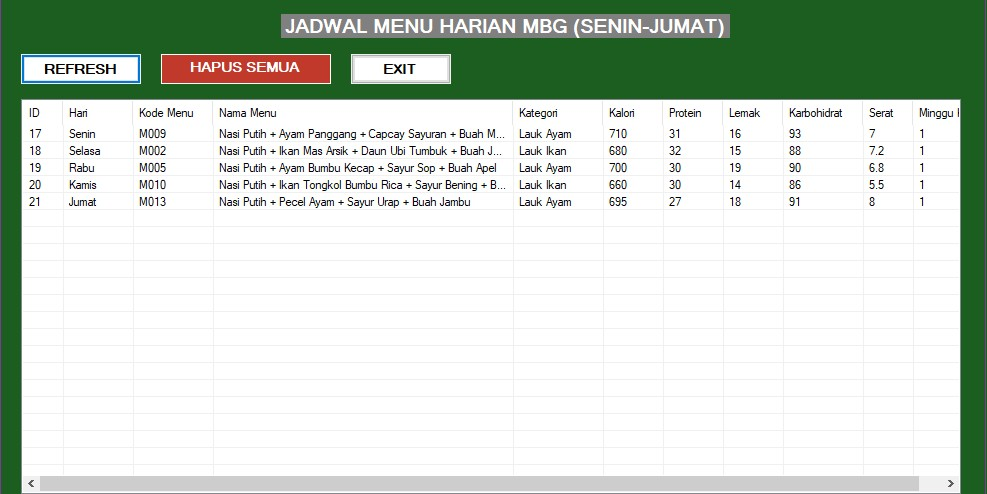 JADWAL MENU HARIAN MBG (SENIN-JUMAT)
REFRESH HAPUS SEMUA EXIT
ID Hari Kode Menu Nama Menu Kategori Kalori Protein Lemak Karbohidrat Serat Minggu
17 Senin M009 Nasi Putih + Ayam Panggang + Capcay Sayuran + Buah M... Lauk Ayam 710 31 16 93 7 1
18 Selasa M002 Nasi Putih + Ikan Mas Arsik + Daun Ubi Tumbuk + Buah J... Lauk Ikan 680 32 15 88 7.2 1
19 Rabu M005 Nasi Putih + Ayam Bumbu Kecap + Sayur Sop + Buah Apel Lauk Ayam 700 30 19 90 6.8 1
20 Kamis M010 Nasi Putih + Ikan Tongkol Bumbu Rica + Sayur Bening + B... Lauk Ikan 660 30 14 86 5.5 1
21 Jumat M013 Nasi Putih + Pecel Ayam + Sayur Urap + Buah Jambu Lauk Ayam 695 27 18 91 8 1